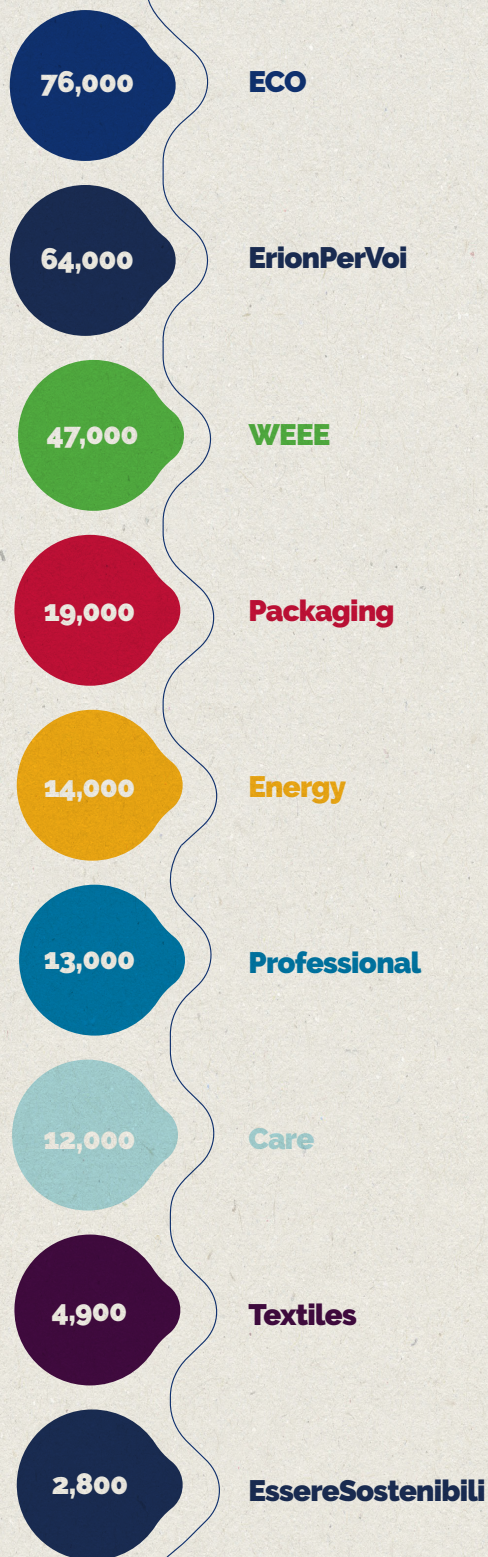 76,000 ECO
64,000 ErionPerVoi
47,000 WEEE
19,000 Packaging
14,000 Energy
13,000 Professional
12,000 Care
4,900 Textiles
2,800 EssereSostenibili